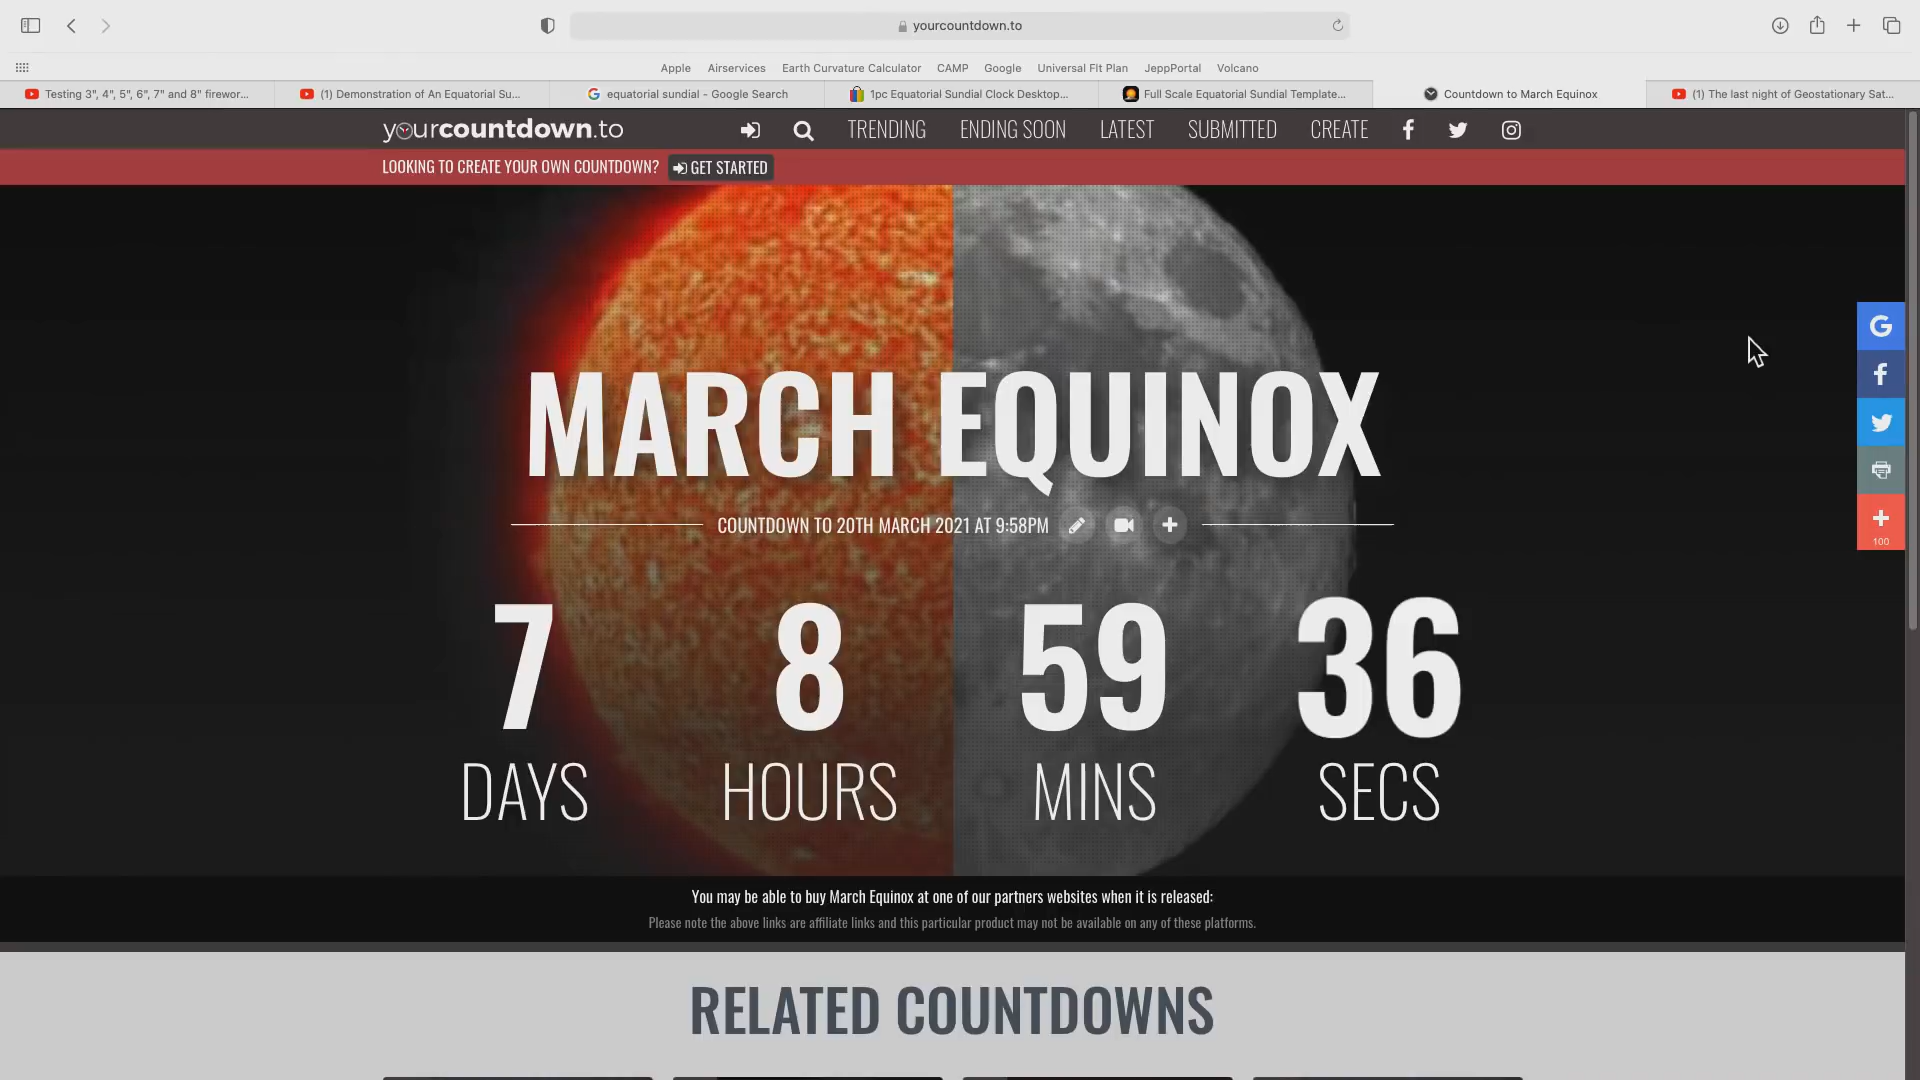 yourcountdown.to
Apple Airservices Earth Curvature Calculator CAMP Google Universal Flt Plan JeppPortal Volcano
Testing 3", 4", 5", 6", 7" and 8" firewor...
(1) Demonstration of An Equatorial Su...
equatorial sundial - Google Search
1pc Equatorial Sundial Clock Desktop...
Full Scale Equatorial Sundial Template...
Countdown to March Equinox
(1) The last night of Geostationary Sat...
yourcountdown.to
TRENDING ENDING SOON LATEST SUBMITTED CREATE
LOOKING TO CREATE YOUR OWN COUNTDOWN? GET STARTED
MARCH EQUINOX
COUNTDOWN TO 20TH MARCH 2021 AT 9:58PM
100
7 8 59 36
DAYS HOURS MINS SECS
You may be able to buy March Equinox at one of our partners websites when it is released:
Please note the above links are affiliate links and this particular product may not be available on any of these platforms.
RELATED COUNTDOWNS